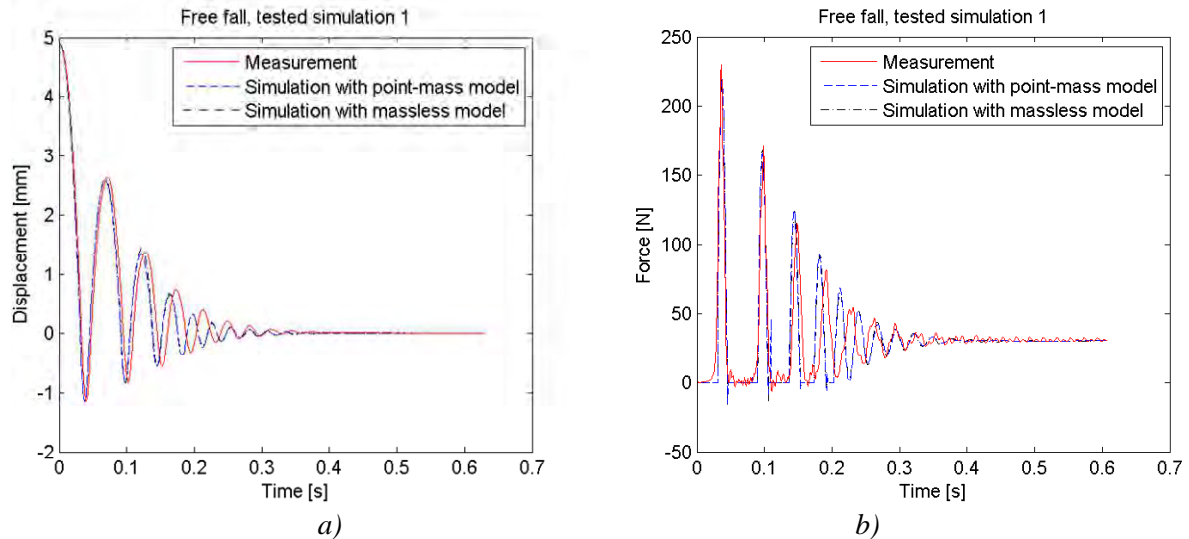 Free fall, tested simulation 1
5
4
3
2
1
0
-1
-2
Displacement [mm]
Measurement
Simulation with point-mass model
Simulation with massless model
0 0.1 0.2 0.3 0.4 0.5 0.6 0.7
Time [s]
a)
Free fall, tested simulation 1
250
200
150
100
50
0
-50
Force [N]
Measurement
Simulation with point-mass model
Simulation with massless model
0 0.1 0.2 0.3 0.4 0.5 0.6 0.7
Time [s]
b)